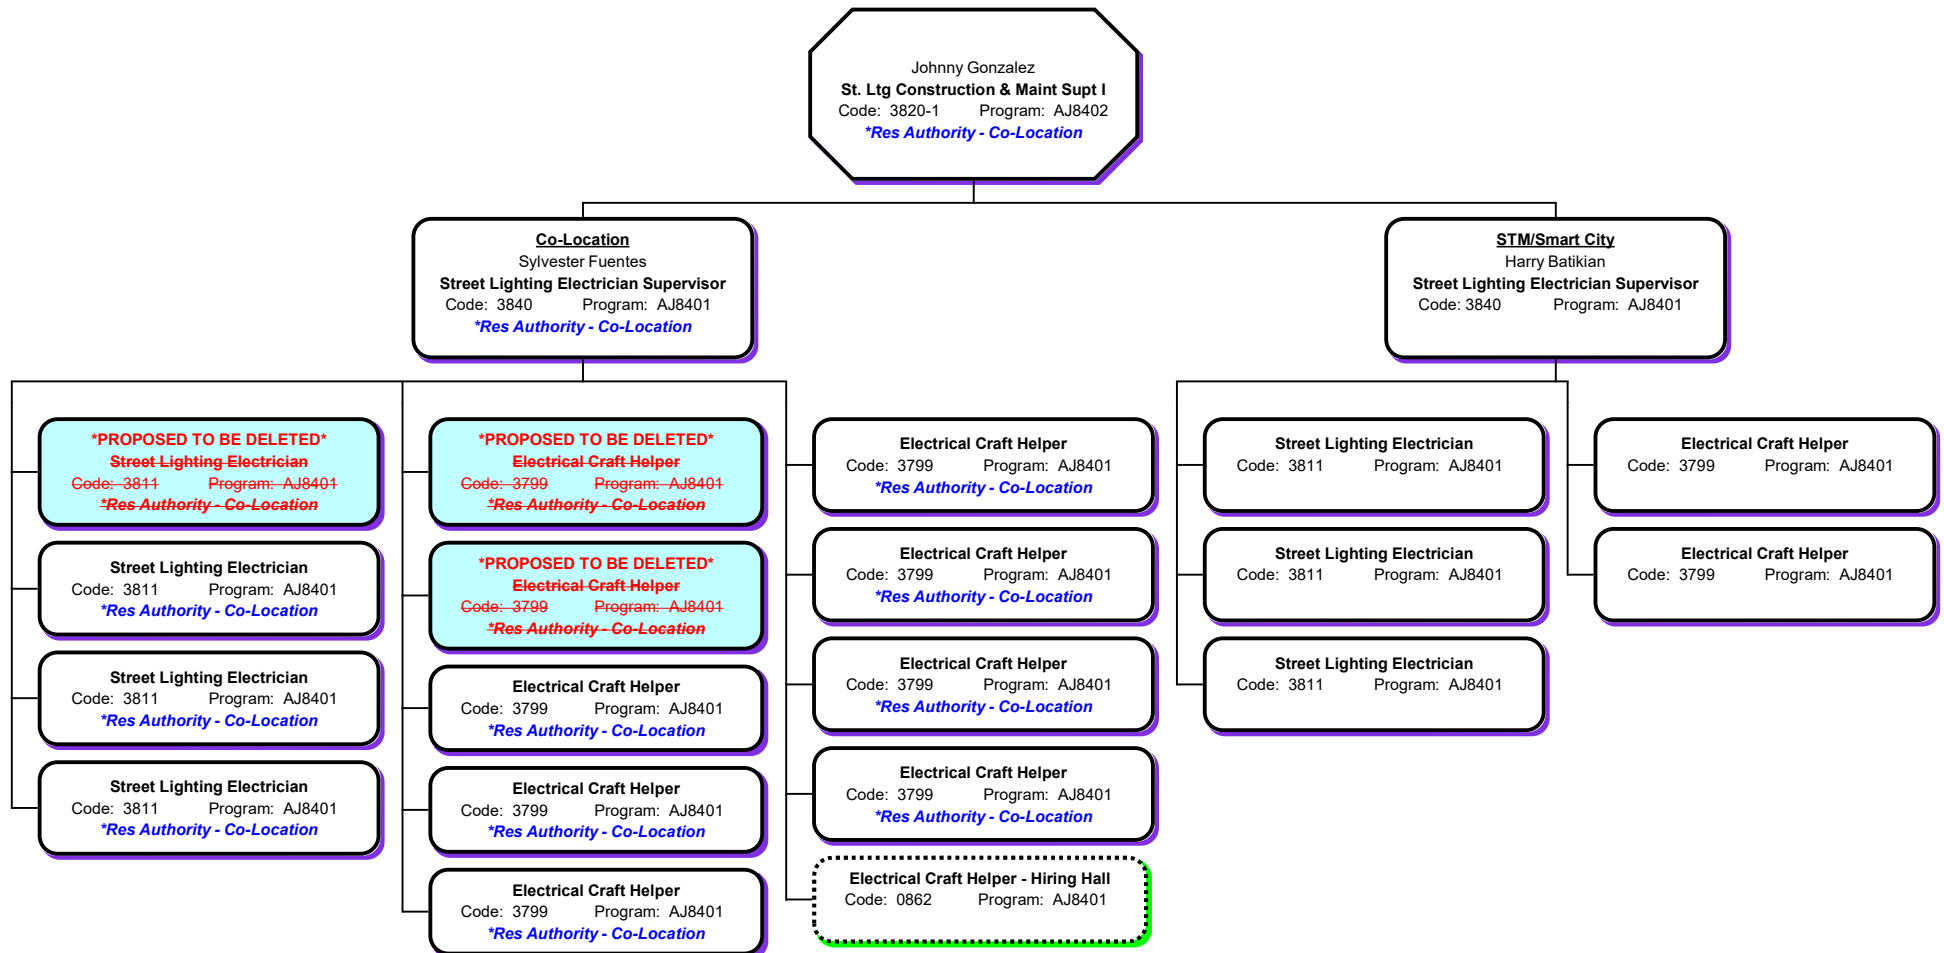 Johnny Gonzalez
St. Ltg Construction & Maint Supt I
Code: 3820-1 Program: AJ8402
*Res Authority - Co-Location
Co-Location
Sylvester Fuentes
Street Lighting Electrician Supervisor
Code: 3840 Program: AJ8401
*Res Authority - Co-Location
STM/Smart City
Harry Batikian
Street Lighting Electrician Supervisor
Code: 3840 Program: AJ8401
*PROPOSED TO BE DELETED*
Street Lighting Electrician
Code: 3811 Program: AJ8401
*Res Authority - Co-Location
Street Lighting Electrician
Code: 3811 Program: AJ8401
*Res Authority - Co-Location
Street Lighting Electrician
Code: 3811 Program: AJ8401
*Res Authority - Co-Location
Street Lighting Electrician
Code: 3811 Program: AJ8401
*Res Authority - Co-Location
*PROPOSED TO BE DELETED*
Electrical Craft Helper
Code: 3799 Program: AJ8401
*Res Authority - Co-Location
*PROPOSED TO BE DELETED*
Electrical Craft Helper
Code: 3799 Program: AJ8401
*Res Authority - Co-Location
Electrical Craft Helper
Code: 3799 Program: AJ8401
*Res Authority - Co-Location
Electrical Craft Helper
Code: 3799 Program: AJ8401
*Res Authority - Co-Location
Electrical Craft Helper
Code: 3799 Program: AJ8401
*Res Authority - Co-Location
Electrical Craft Helper
Code: 3799 Program: AJ8401
*Res Authority - Co-Location
Electrical Craft Helper
Code: 3799 Program: AJ8401
*Res Authority - Co-Location
Electrical Craft Helper
Code: 3799 Program: AJ8401
*Res Authority - Co-Location
Electrical Craft Helper
Code: 3799 Program: AJ8401
*Res Authority - Co-Location
Electrical Craft Helper - Hiring Hall
Code: 0862 Program: AJ8401
Street Lighting Electrician
Code: 3811 Program: AJ8401
Street Lighting Electrician
Code: 3811 Program: AJ8401
Street Lighting Electrician
Code: 3811 Program: AJ8401
Electrical Craft Helper
Code: 3799 Program: AJ8401
Electrical Craft Helper
Code: 3799 Program: AJ8401